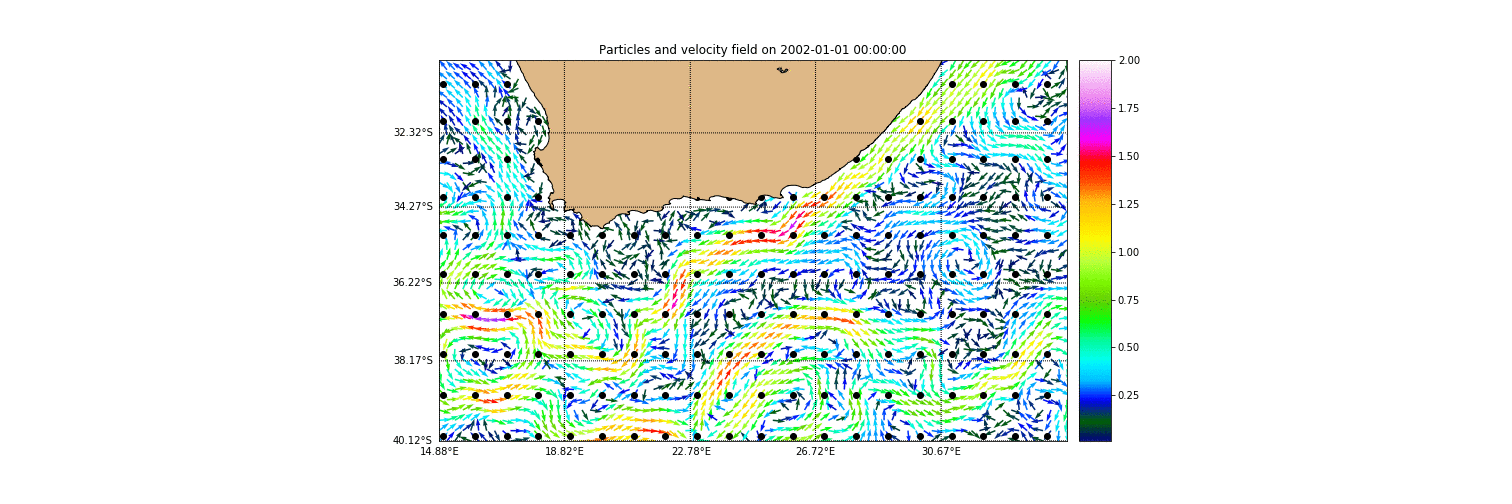 Particles and velocity field on 2002-01-01 00:00:00
2.00
1.75
1.50
1.25
1.00
0.75
0.50
0.25
32.32°S
34.27°S
36.22°S
38.17°S
40.12°S
14.88°E 18.82°E 22.78°E 26.72°E 30.67°E